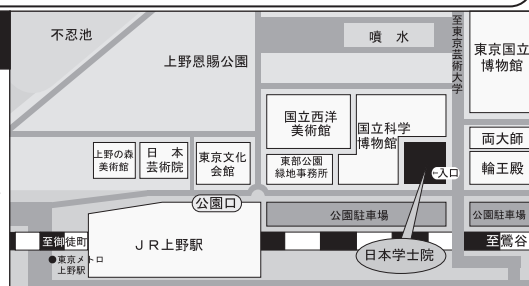 不忍池
上野恩賜公園
噴 水
至東京芸術大学
東京国立
博物館
国立西洋
美術館
国立科学
博物館
両大師
上野の森
美術館
日 本
芸術院
東京文化
会館
東部公園
緑地事務所
←入口
輪王殿
公園口
公園駐車場
公園駐車場
至御徒町
JR上野駅
日本学士院
至鶯谷
●東京メトロ
上野駅